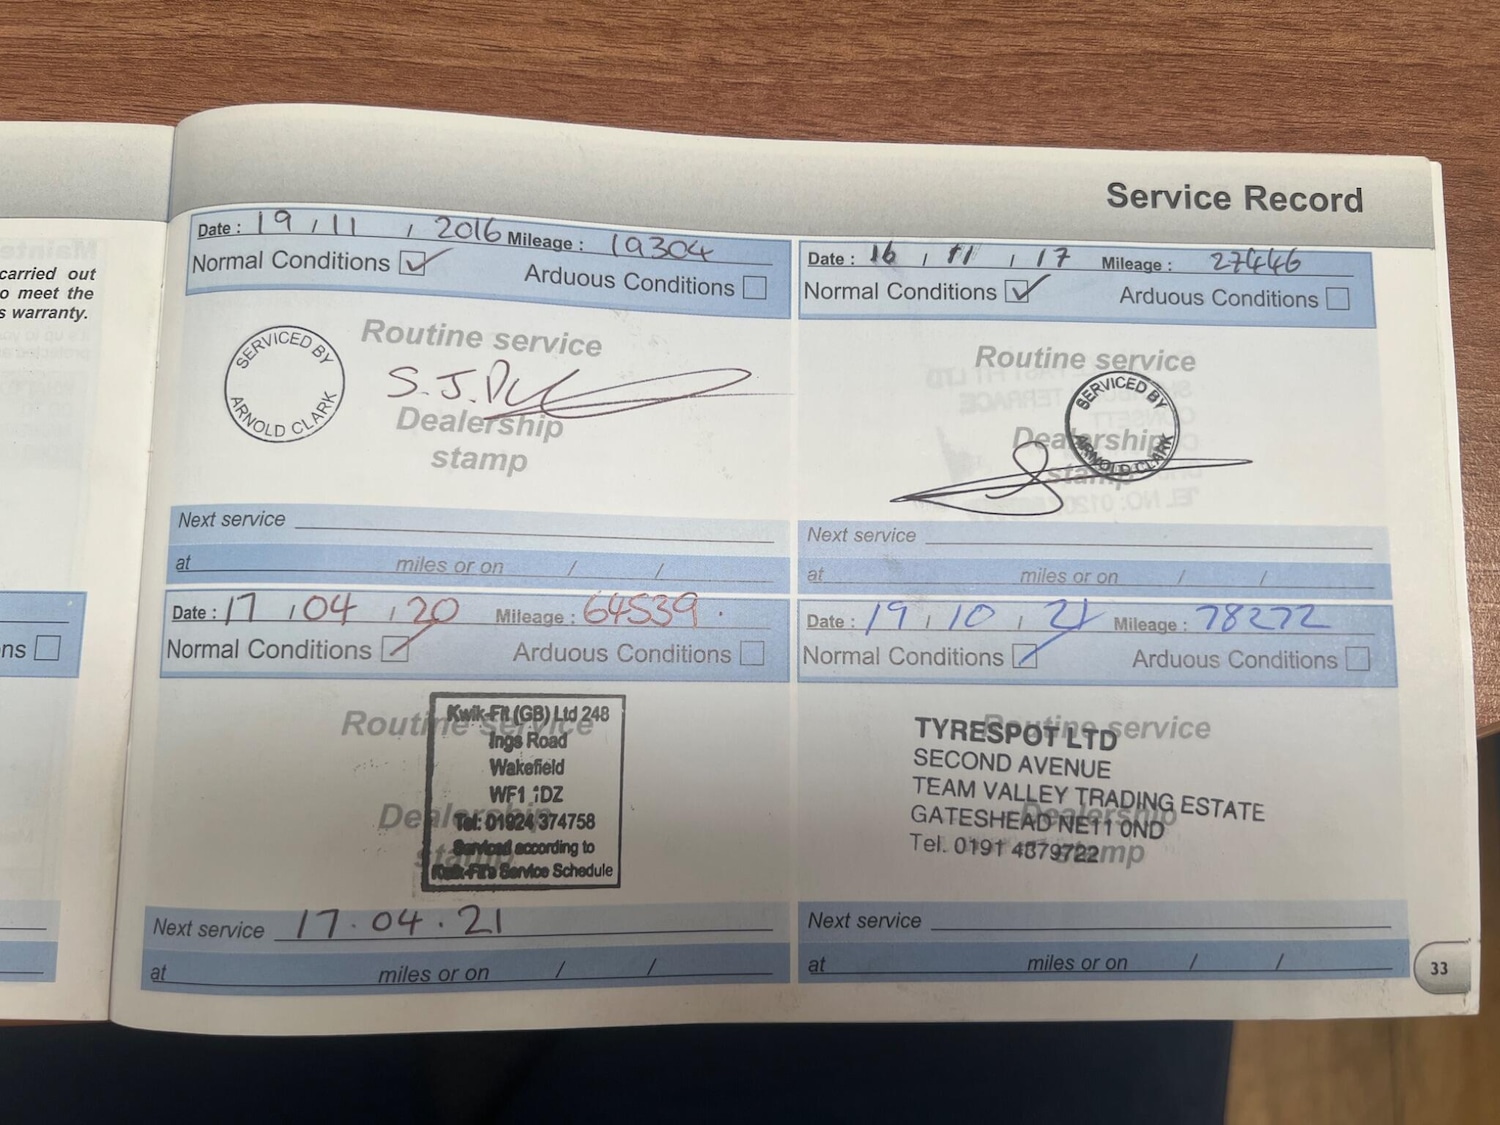 Service Record
carried out
o meet the
s warranty.
ns
Date : 19 / 11 / 2016 Mileage : 19304
Normal Conditions ✓ Arduous Conditions
Routine service
SERVICED BY
ARNOLD CLARK
Dealership
stamp
Next service
at miles or on / /
Date : 16 / 11 / 17 Mileage : 27446
Normal Conditions ✓ Arduous Conditions
Routine service
SERVICED BY
ARNOLD CLARK
Dealership
stamp
Next service
at miles or on / /
Date : 17 / 04 / 20 Mileage : 64539
Normal Conditions ✓ Arduous Conditions
Routine service
Kwik-Fit (GB) Ltd 248
Ings Road
Wakefield
WF1 1DZ
Dealership
Tel: 01924 374758
stamp
Serviced according to
Kwik-Fit's Service Schedule
Next service 17.04.21
at miles or on / /
Date : 19 / 10 / 21 Mileage : 78272
Normal Conditions ✓ Arduous Conditions
Routine service
TYRESPOT LTD
SECOND AVENUE
TEAM VALLEY TRADING ESTATE
Dealership
GATESHEAD NE11 0ND
Tel. 0191 4879722
stamp
Next service
at miles or on / /
33